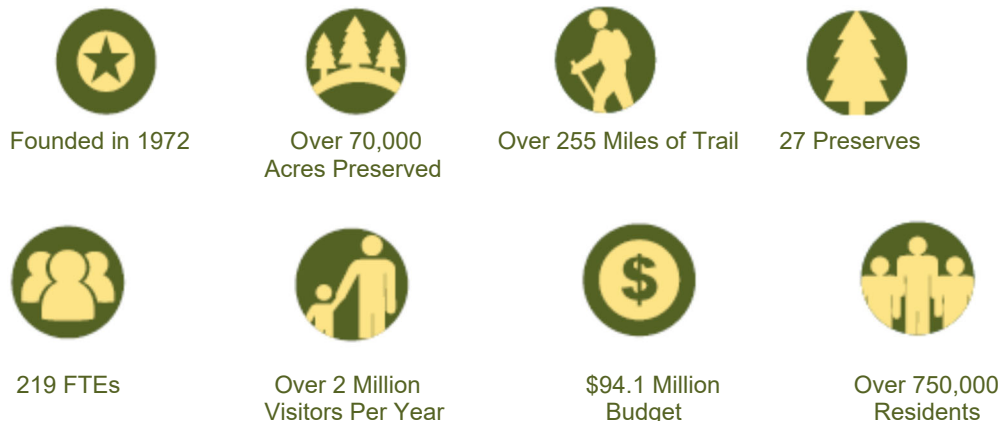 Founded in 1972
Over 70,000
Acres Preserved
Over 255 Miles of Trail
27 Preserves
$
219 FTEs
Over 2 Million
Visitors Per Year
$94.1 Million
Budget
Over 750,000
Residents